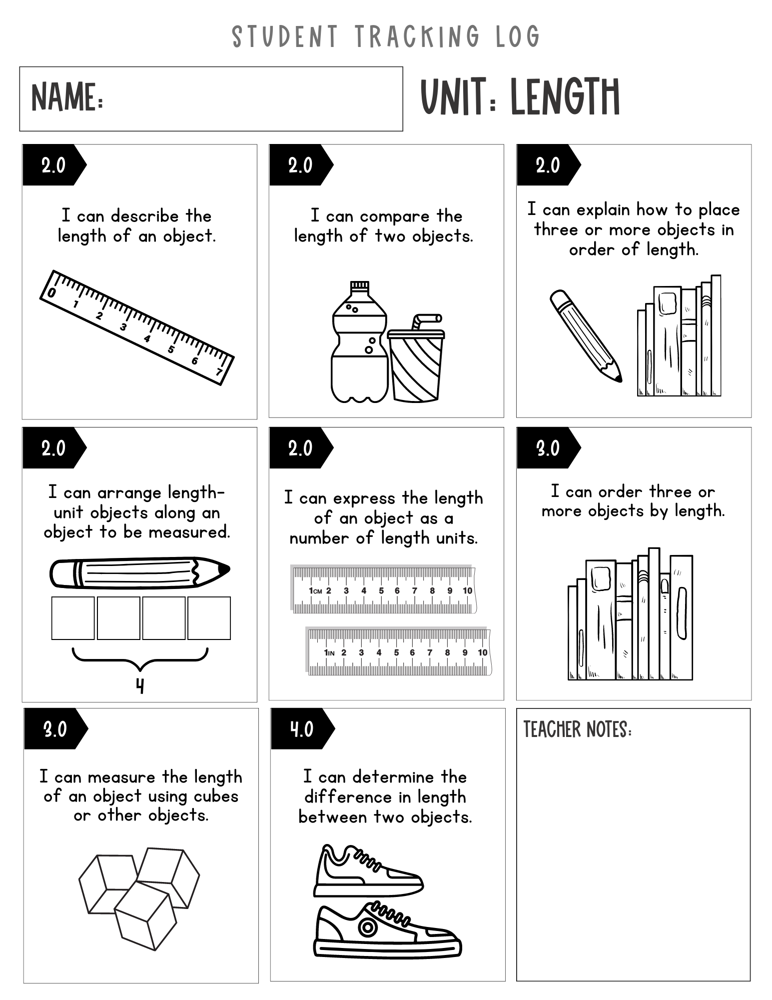 STUDENT TRACKING LOG
NAME:
UNIT: LENGTH
2.0
I can describe the
length of an object.
0 1 2 3 4 5 6 7
2.0
I can compare the
length of two objects.
2.0
I can explain how to place
three or more objects in
order of length.
2.0
I can arrange length-
unit objects along an
object to be measured.
4
2.0
I can express the length
of an object as a
number of length units.
1CM 2 3 4 5 6 7 8 9 10
1IN 2 3 4 5 6 7 8 9 10
3.0
I can order three or
more objects by length.
3.0
I can measure the length
of an object using cubes
or other objects.
4.0
I can determine the
difference in length
between two objects.
TEACHER NOTES: